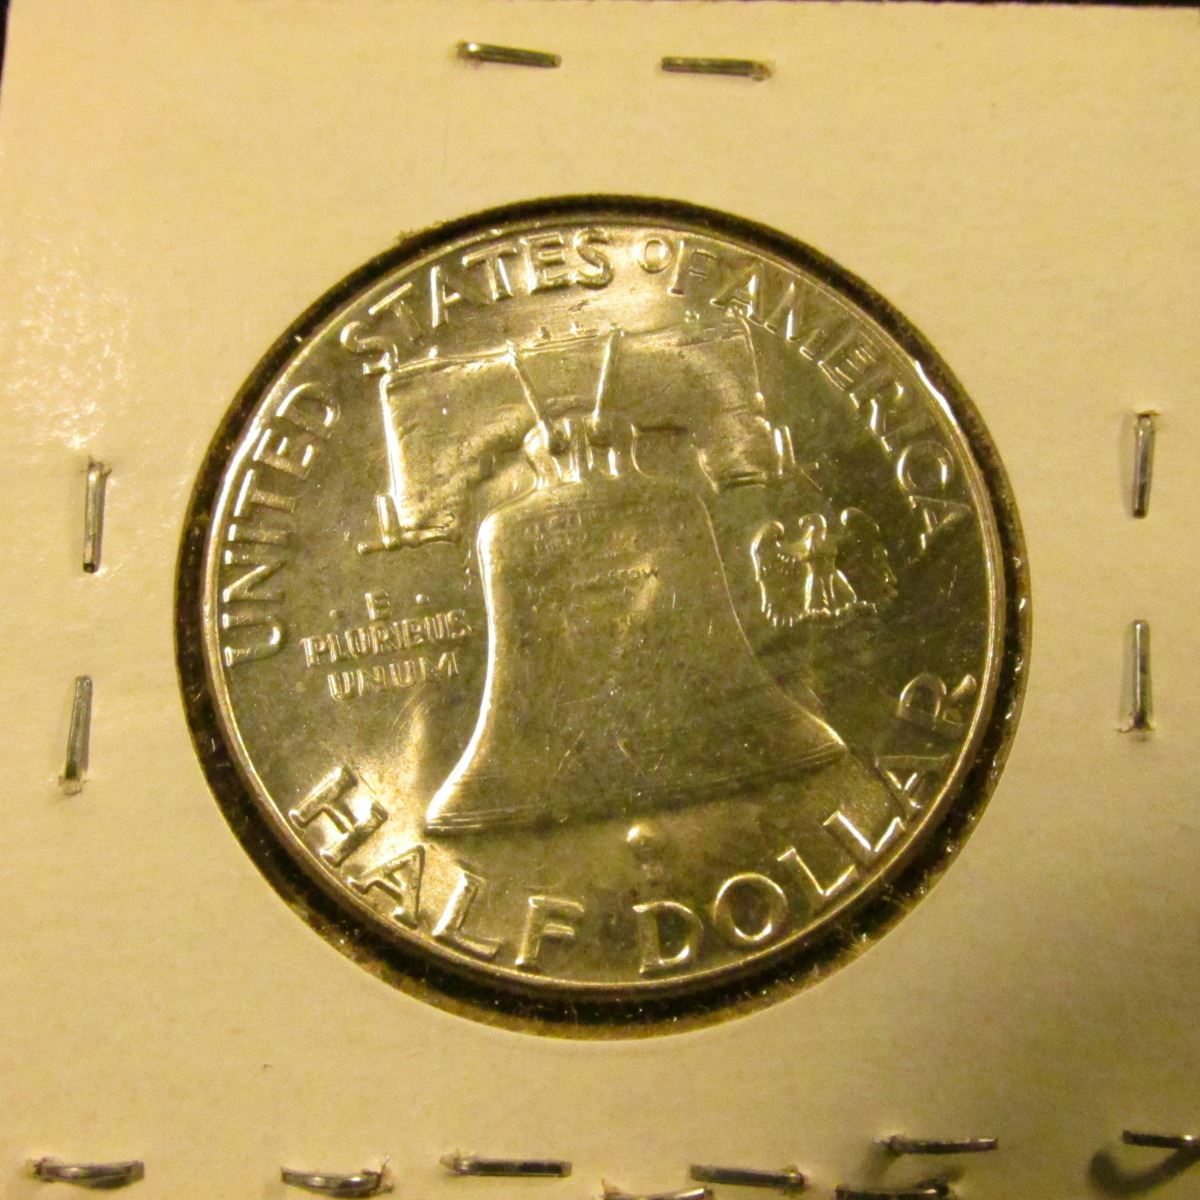 UNITED STATES OF AMERICA
· E ·
PLURIBUS
UNUM
HALF DOLLAR